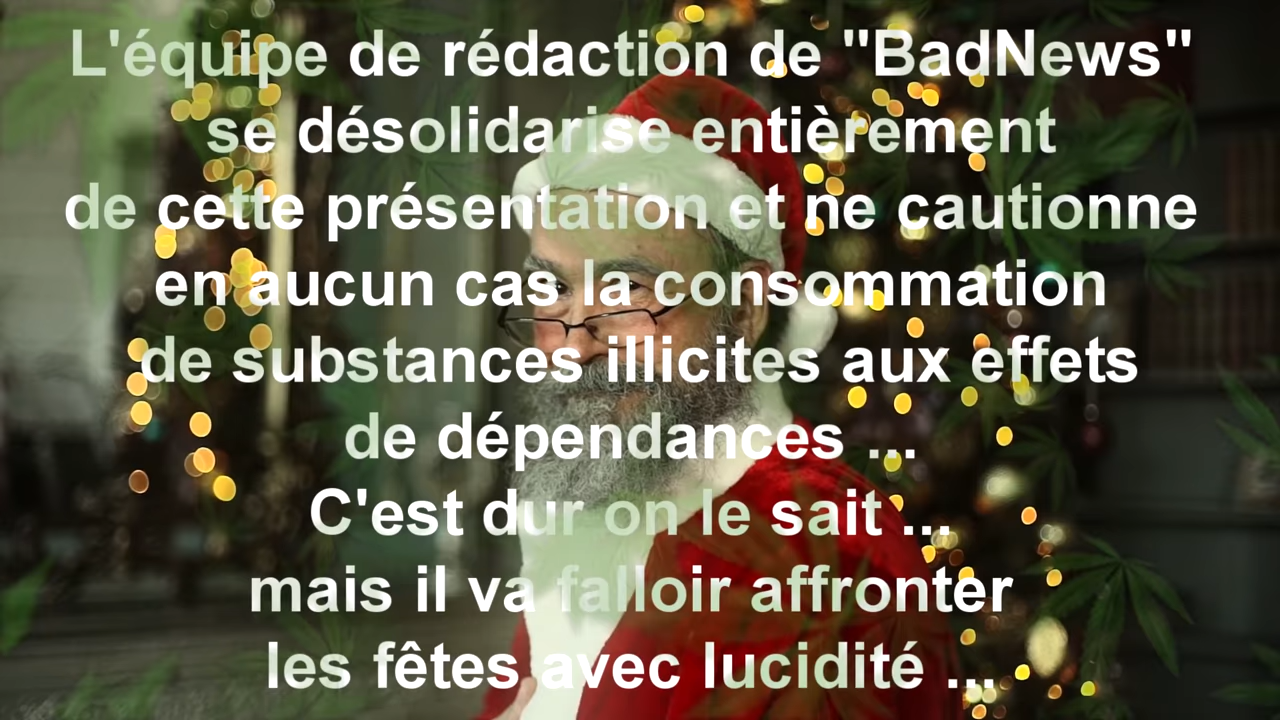 L'équipe de rédaction de "BadNews"
se désolidarise entièrement
de cette présentation et ne cautionne
en aucun cas la consommation
de substances illicites aux effets
de dépendances ...
C'est dur on le sait ...
mais il va falloir affronter
les fêtes avec lucidité ...